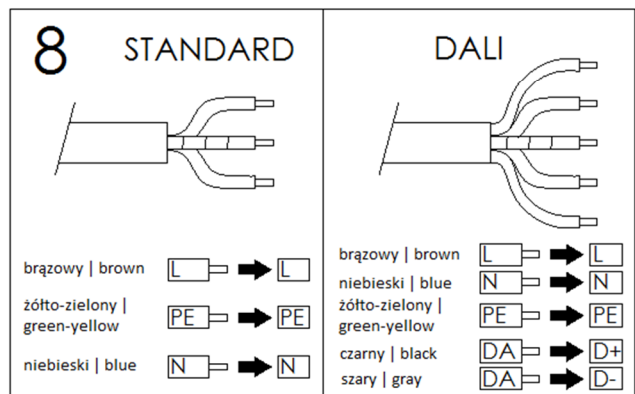 8 STANDARD
brązowy | brown L L
żółto-zielony |
green-yellow PE PE
niebieski | blue N N
DALI
brązowy | brown L L
niebieski | blue N N
żółto-zielony |
green-yellow PE PE
czarny | black DA D+
szary | gray DA D-